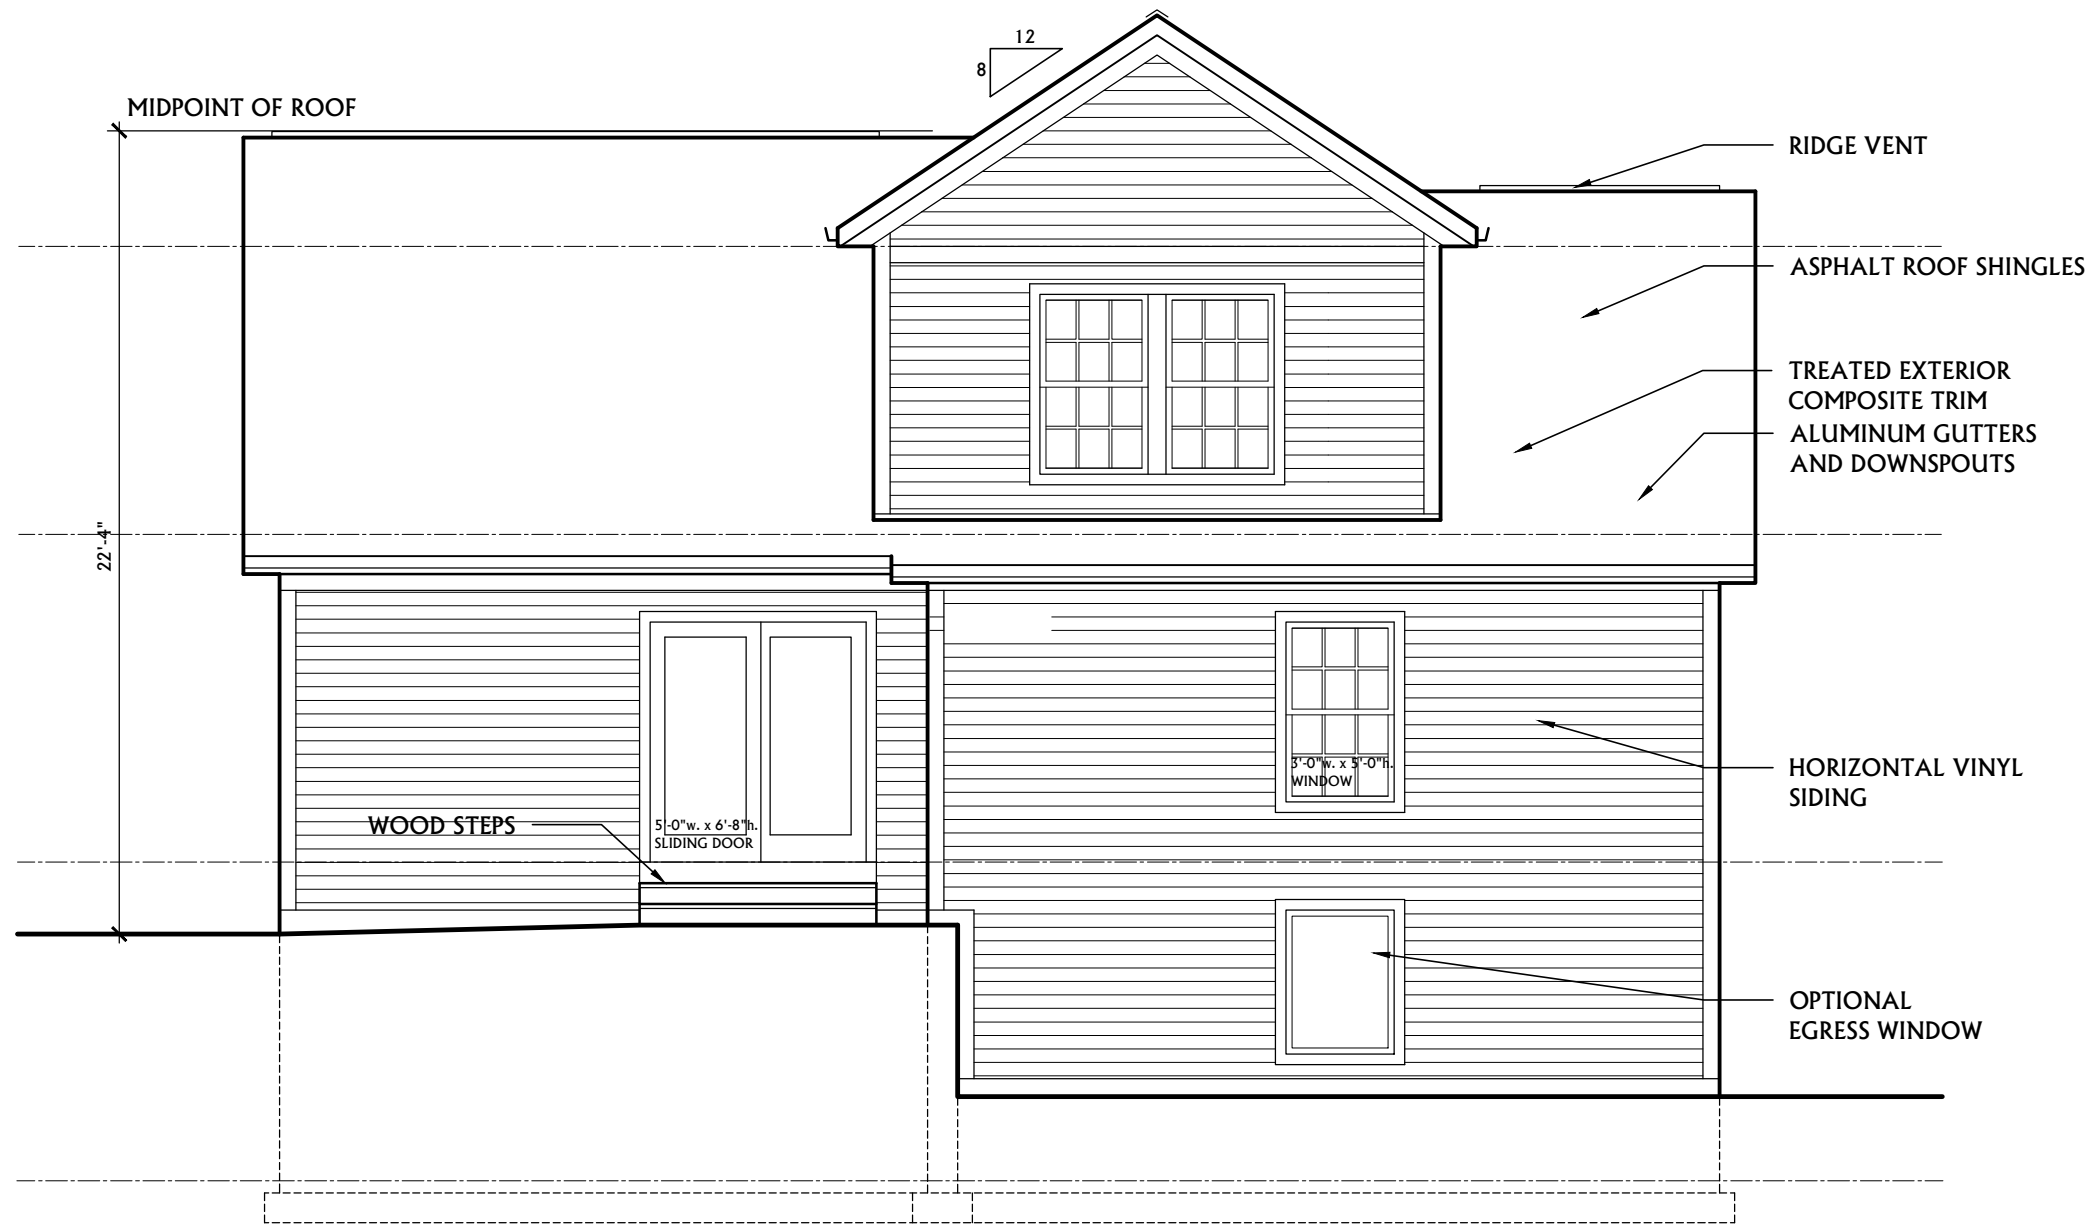 12
8
MIDPOINT OF ROOF
RIDGE VENT
ASPHALT ROOF SHINGLES
TREATED EXTERIOR
COMPOSITE TRIM
ALUMINUM GUTTERS
AND DOWNSPOUTS
22'-4"
3'-0"w. x 5'-0"h.
WINDOW
HORIZONTAL VINYL
SIDING
WOOD STEPS
5'-0"w. x 6'-8"h.
SLIDING DOOR
OPTIONAL
EGRESS WINDOW